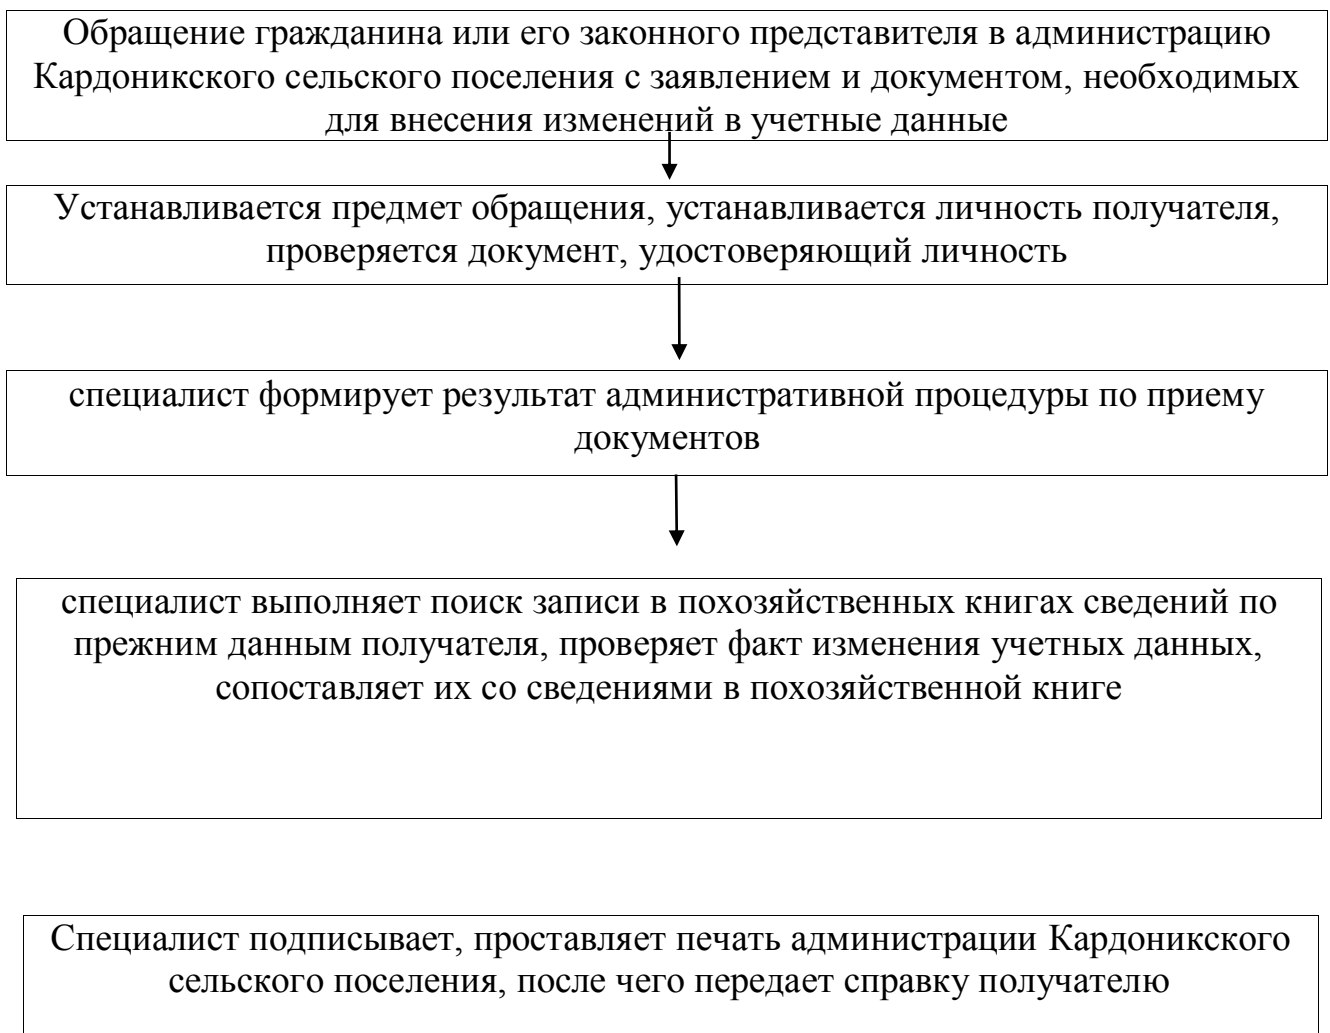 Обращение гражданина или его законного представителя в администрацию
Кардоникского сельского поселения с заявлением и документом, необходимых
для внесения изменений в учетные данные
Устанавливается предмет обращения, устанавливается личность получателя,
проверяется документ, удостоверяющий личность
специалист формирует результат административной процедуры по приему
документов
специалист выполняет поиск записи в похозяйственных книгах сведений по
прежним данным получателя, проверяет факт изменения учетных данных,
сопоставляет их со сведениями в похозяйственной книге
Специалист подписывает, проставляет печать администрации Кардоникского
сельского поселения, после чего передает справку получателю